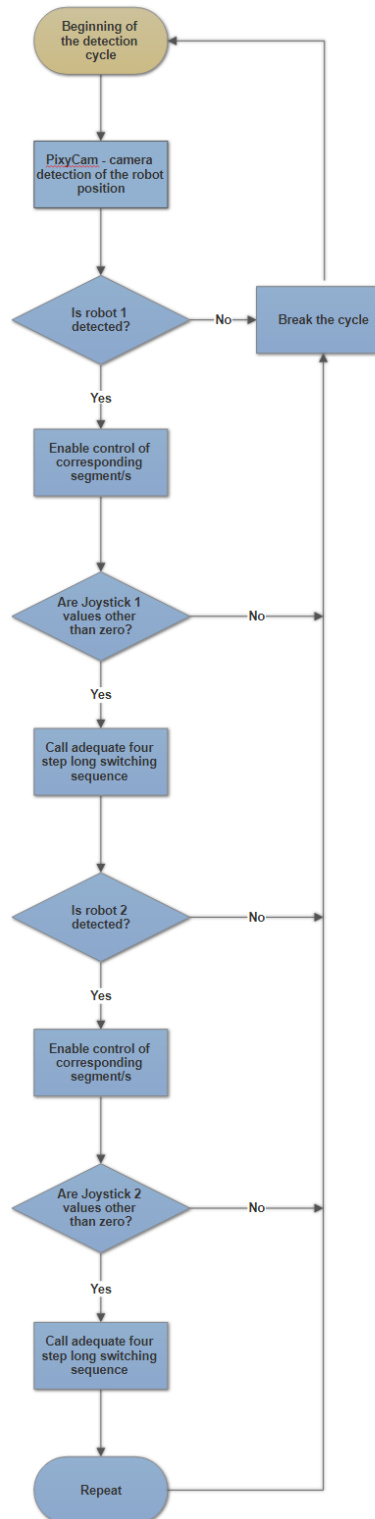 Beginning of
the detection
cycle
PixyCam - camera
detection of the robot
position
Is robot 1
detected?
No
Break the cycle
Yes
Enable control of
corresponding
segment/s
Are Joystick 1
values other
than zero?
No
Yes
Call adequate four
step long switching
sequence
Is robot 2
detected?
No
Yes
Enable control of
corresponding
segment/s
Are Joystick 2
values other
than zero?
No
Yes
Call adequate four
step long switching
sequence
Repeat